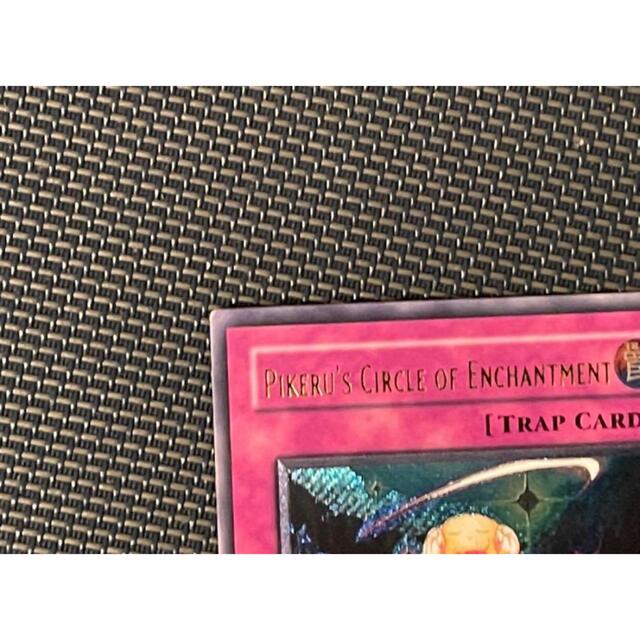 Pikeru's Circle of Enchantment
[Trap Card